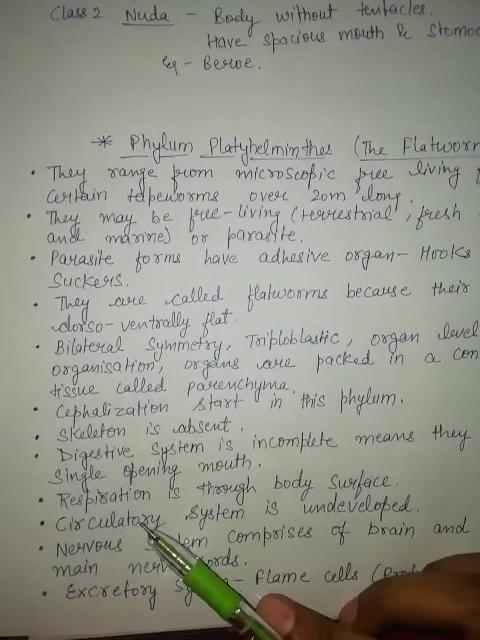 Class 2 Nuda - Body without tentacles.
Have spacious mouth &
eg - Beroe.
* Phylum Platyhelminthes (The
• They range from microscopic free living
certain tapeworms over 20m long.
• They may be free-living (terrestrial, fresh
and marine) or parasite.
• Parasite forms have adhesive organ - Hooks
Suckers.
• They are called flatworms because their
dorso-ventrally flat.
• Bilateral Symmetry, Triploblastic, organ level
organisation, organs are packed in a
tissue called parenchyma.
• Cephalization start in this phylum.
• Skeleton is absent.
• Digestive System is incomplete means they
Single opening mouth.
• Respiration is through body surface.
• Circulatory System is undeveloped.
• Nervous comprises of brain and
main
• Excretory - Flame cells